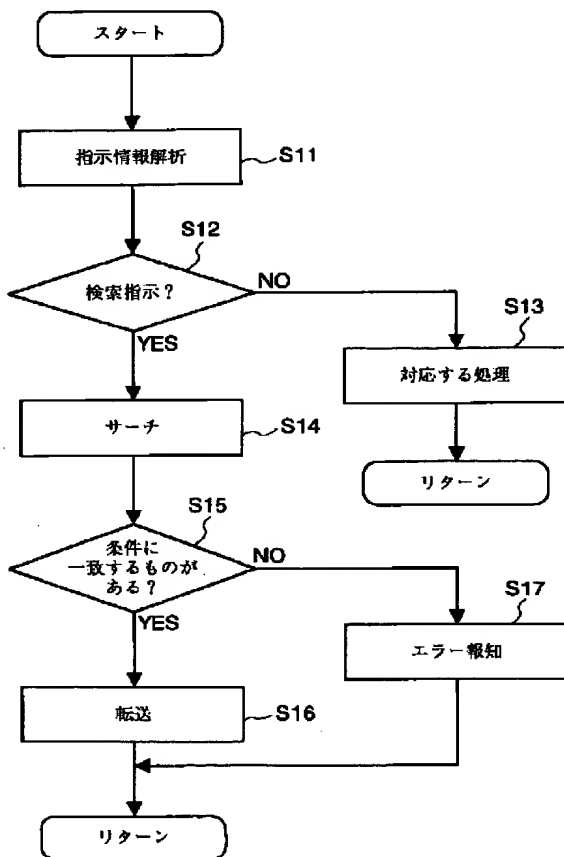 スタート
指示情報解析
S11
S12
検索指示？
NO
YES
S13
対応する処理
リターン
サーチ
S14
S15
条件に
一致するものが
ある？
NO
YES
S17
エラー報知
転送
S16
リターン